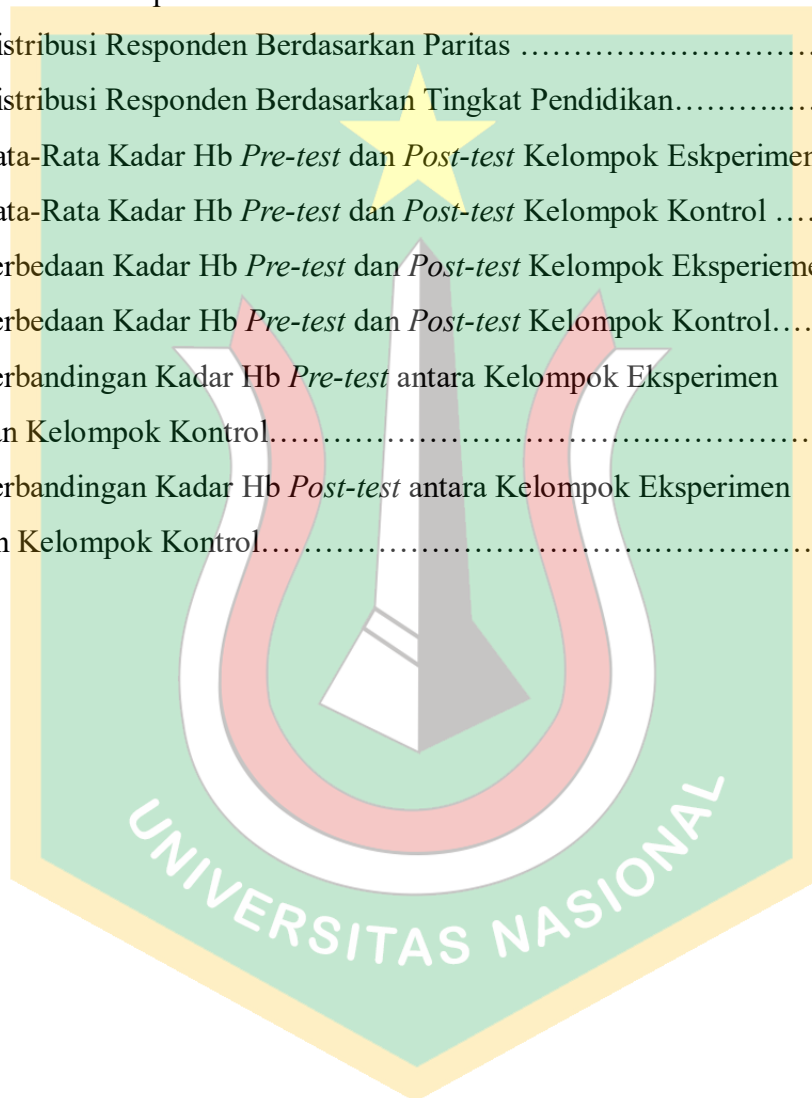 istribusi Responden Berdasarkan Paritas ……………………….
istribusi Responden Berdasarkan Tingkat Pendidikan………..…
ata-Rata Kadar Hb Pre-test dan Post-test Kelompok Eskperimen
ata-Rata Kadar Hb Pre-test dan Post-test Kelompok Kontrol …
erbedaan Kadar Hb Pre-test dan Post-test Kelompok Eksperieme
erbedaan Kadar Hb Pre-test dan Post-test Kelompok Kontrol….
erbandingan Kadar Hb Pre-test antara Kelompok Eksperimen
an Kelompok Kontrol……………………………….…………
erbandingan Kadar Hb Post-test antara Kelompok Eksperimen
n Kelompok Kontrol……………………………….…………
UNIVERSITAS NASIONAL